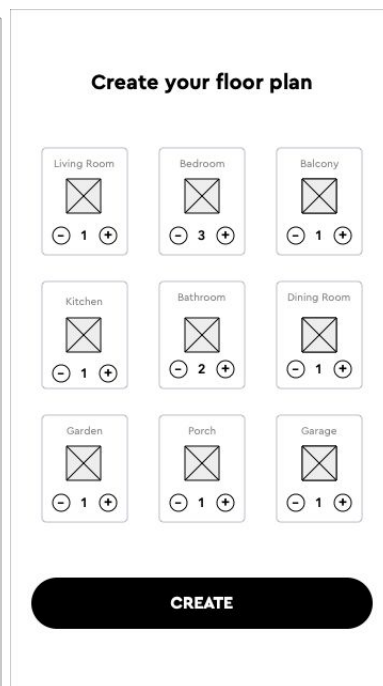 Create your floor plan
Living Room
Bedroom
Balcony
- 1 +
- 3 +
- 1 +
Kitchen
Bathroom
Dining Room
- 1 +
- 2 +
- 1 +
Garden
Porch
Garage
- 1 +
- 1 +
- 1 +
CREATE